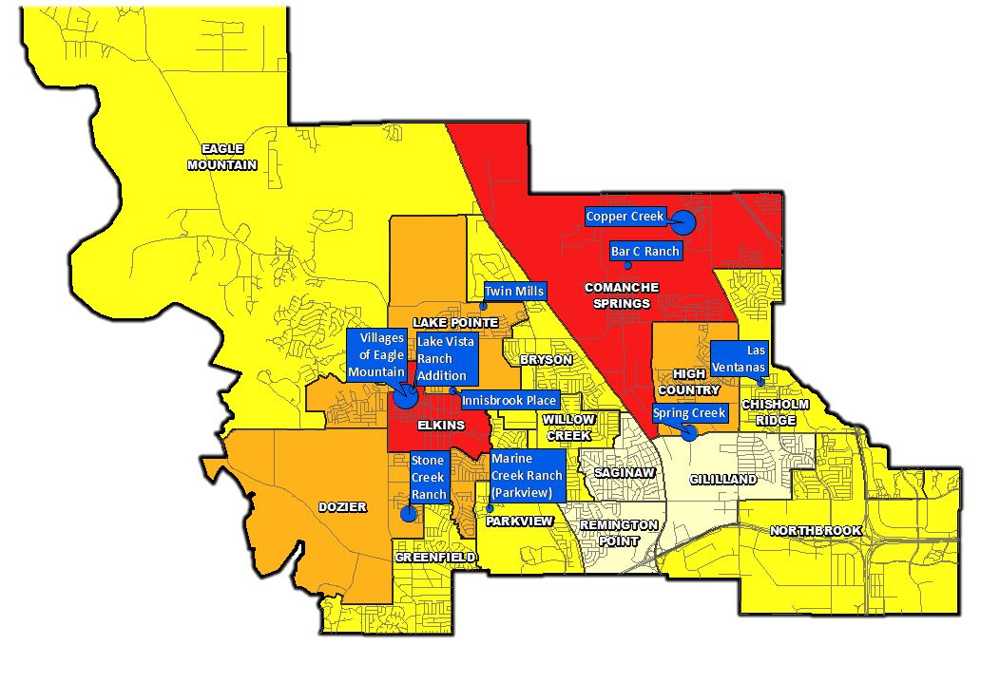 EAGLE
MOUNTAIN
Copper Creek
Bar C Ranch
COMANCHE
SPRINGS
Twin Mills
LAKE POINTE
Villages
of Eagle
Mountain
Lake Vista
Ranch
Addition
BRYSON
Las
Ventanas
HIGH
COUNTRY
Innisbrook Place
CHISHOLM
RIDGE
Spring Creek
ELKINS
WILLOW
CREEK
Stone
Creek
Ranch
Marine
Creek Ranch
(Parkview)
SAGINAW
GILILLAND
DOZIER
PARKVIEW
REMINGTON
POINT
NORTHBROOK
GREENFIELD